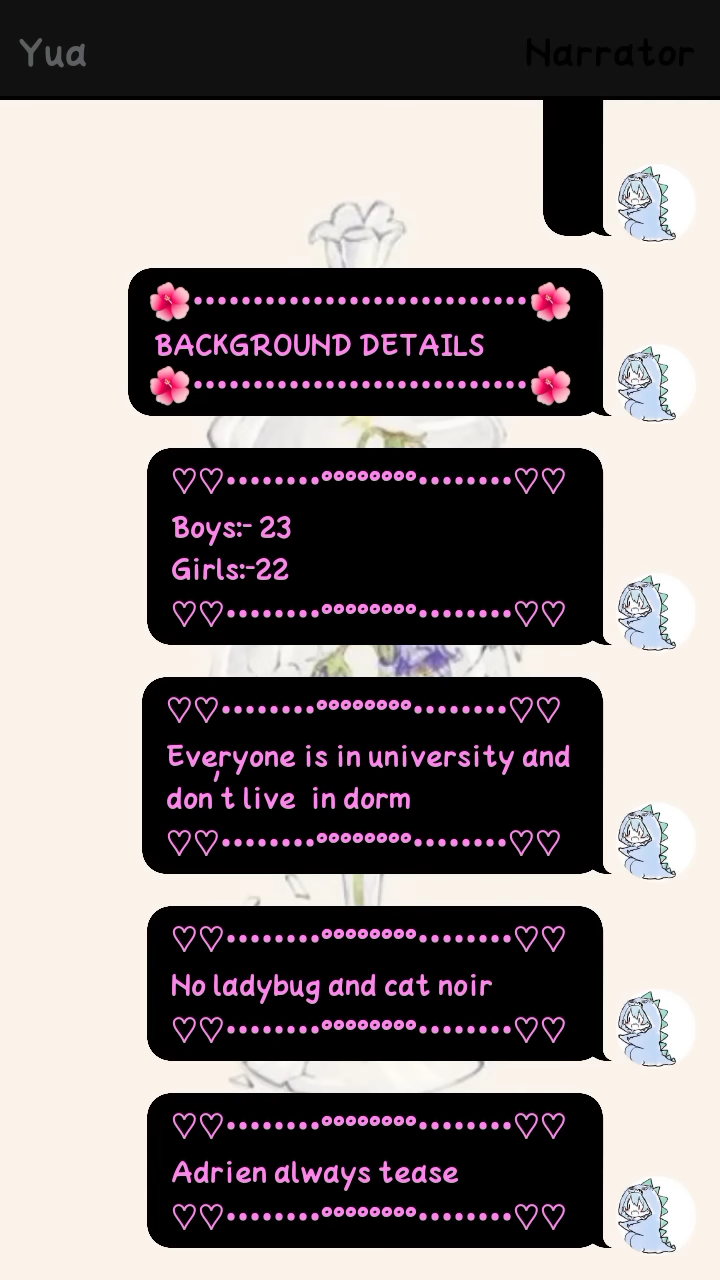 Yua
Narrator
🌺••••••••••••••••••••••••••••🌺
BACKGROUND DETAILS
🌺••••••••••••••••••••••••••••🌺
♡♡••••••••°°°°°°°°••••••••♡♡
Boys:- 23
Girls:-22
♡♡••••••••°°°°°°°°••••••••♡♡
♡♡••••••••°°°°°°°°••••••••♡♡
Everyone is in university and
don't live  in dorm
♡♡••••••••°°°°°°°°••••••••♡♡
♡♡••••••••°°°°°°°°••••••••♡♡
No ladybug and cat noir
♡♡••••••••°°°°°°°°••••••••♡♡
♡♡••••••••°°°°°°°°••••••••♡♡
Adrien always tease
♡♡••••••••°°°°°°°°••••••••♡♡